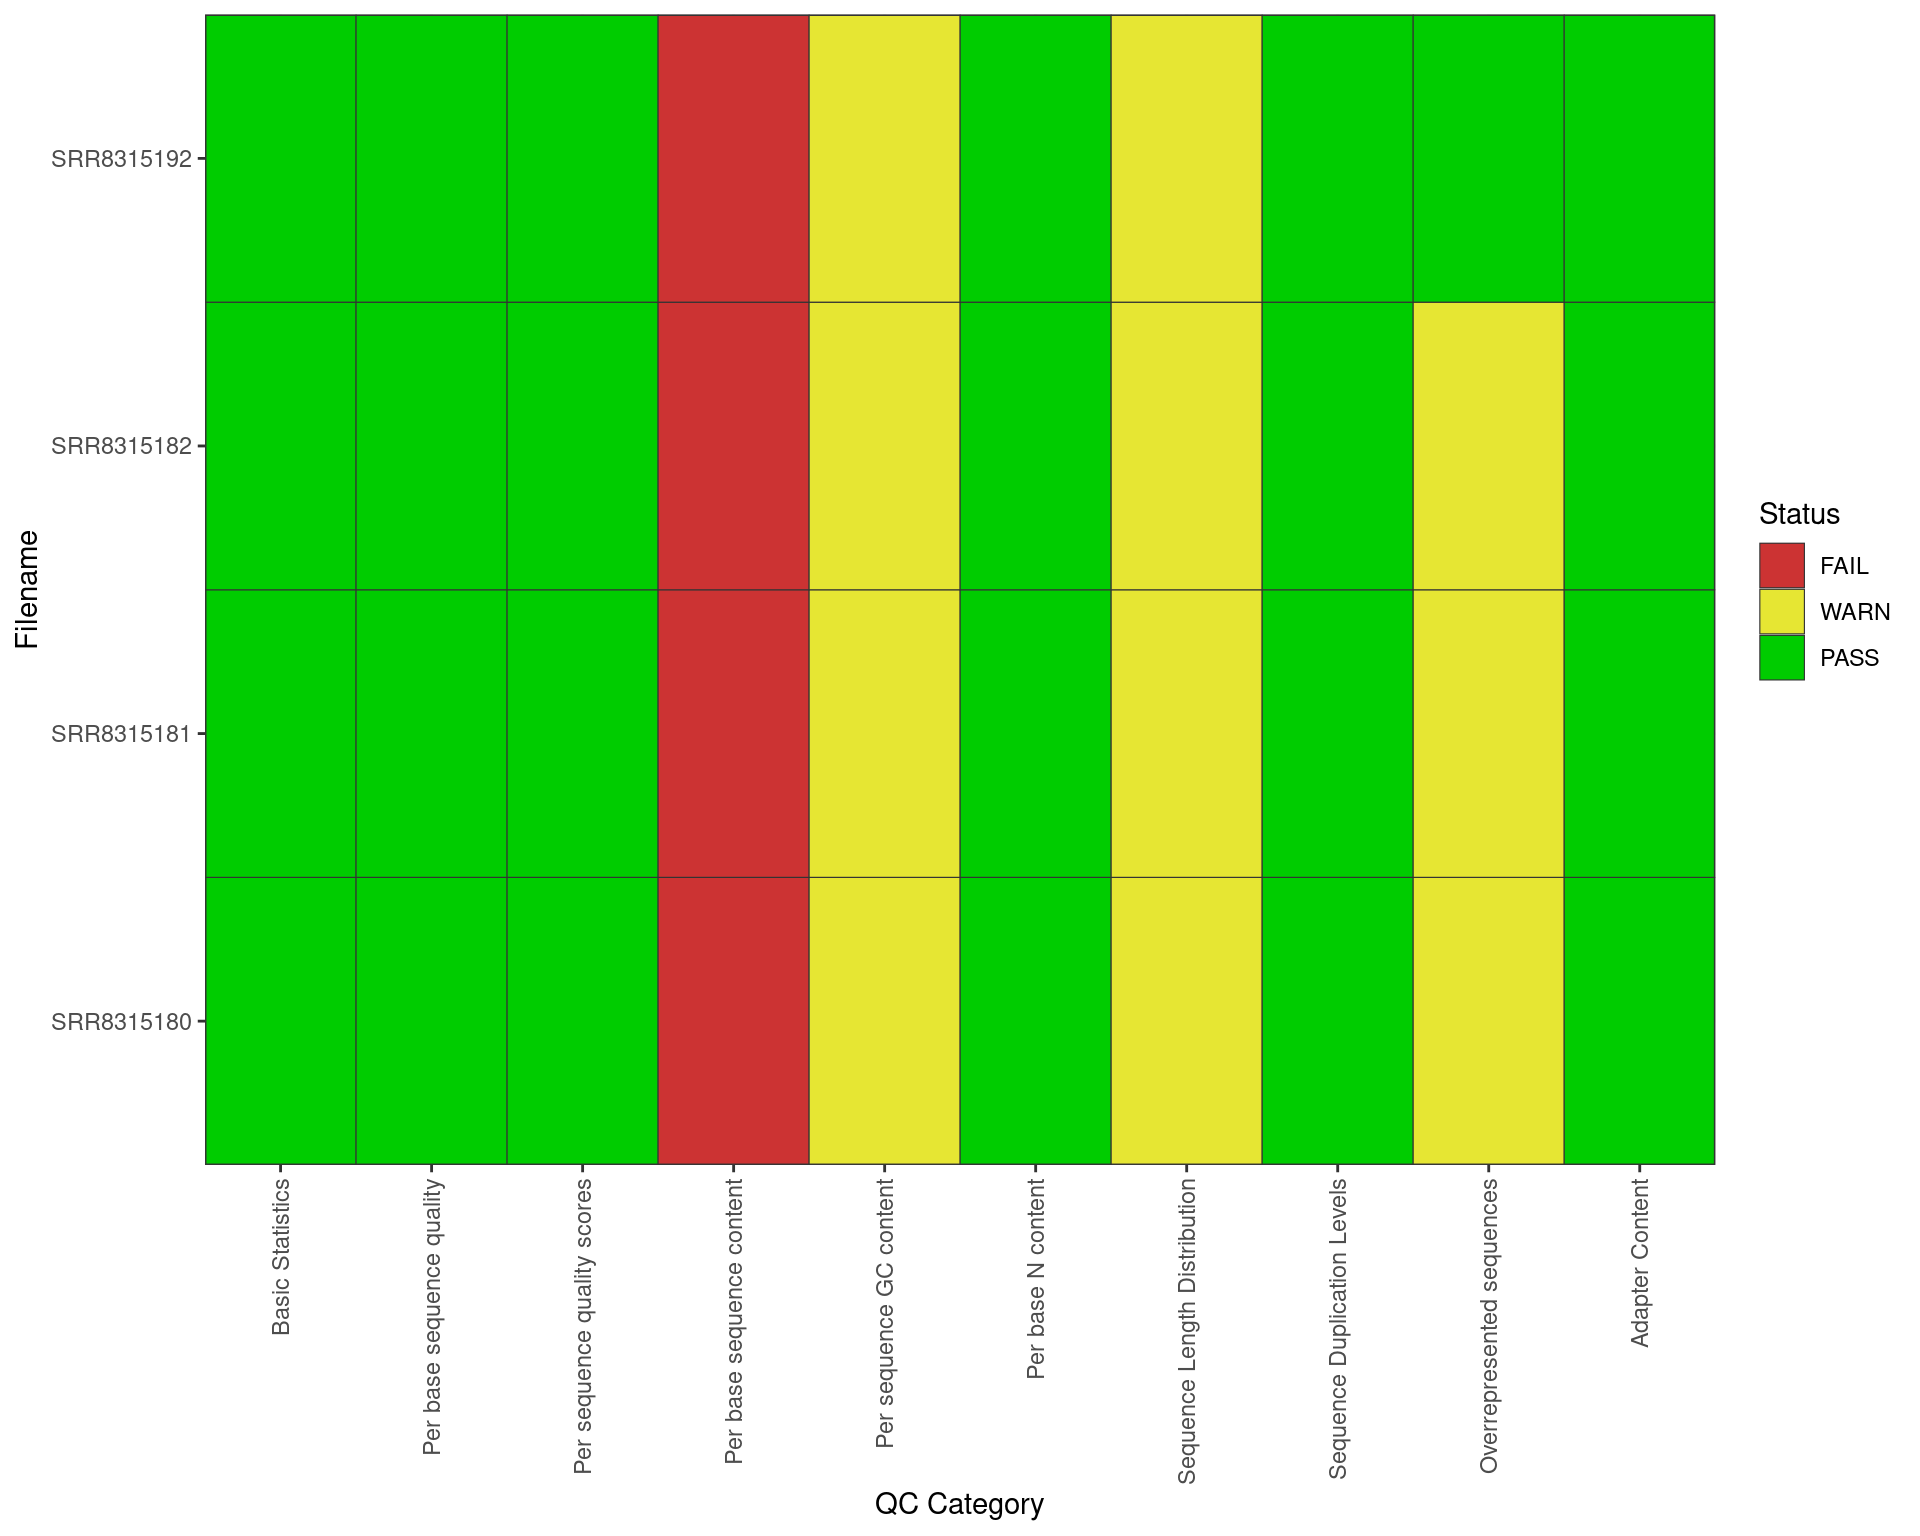 SRR8315192
SRR8315182
SRR8315181
SRR8315180
Filename
Basic Statistics
Per base sequence quality
Per sequence quality scores
Per base sequence content
Per sequence GC content
Per base N content
Sequence Length Distribution
Sequence Duplication Levels
Overrepresented sequences
Adapter Content
QC Category
Status
FAIL
WARN
PASS